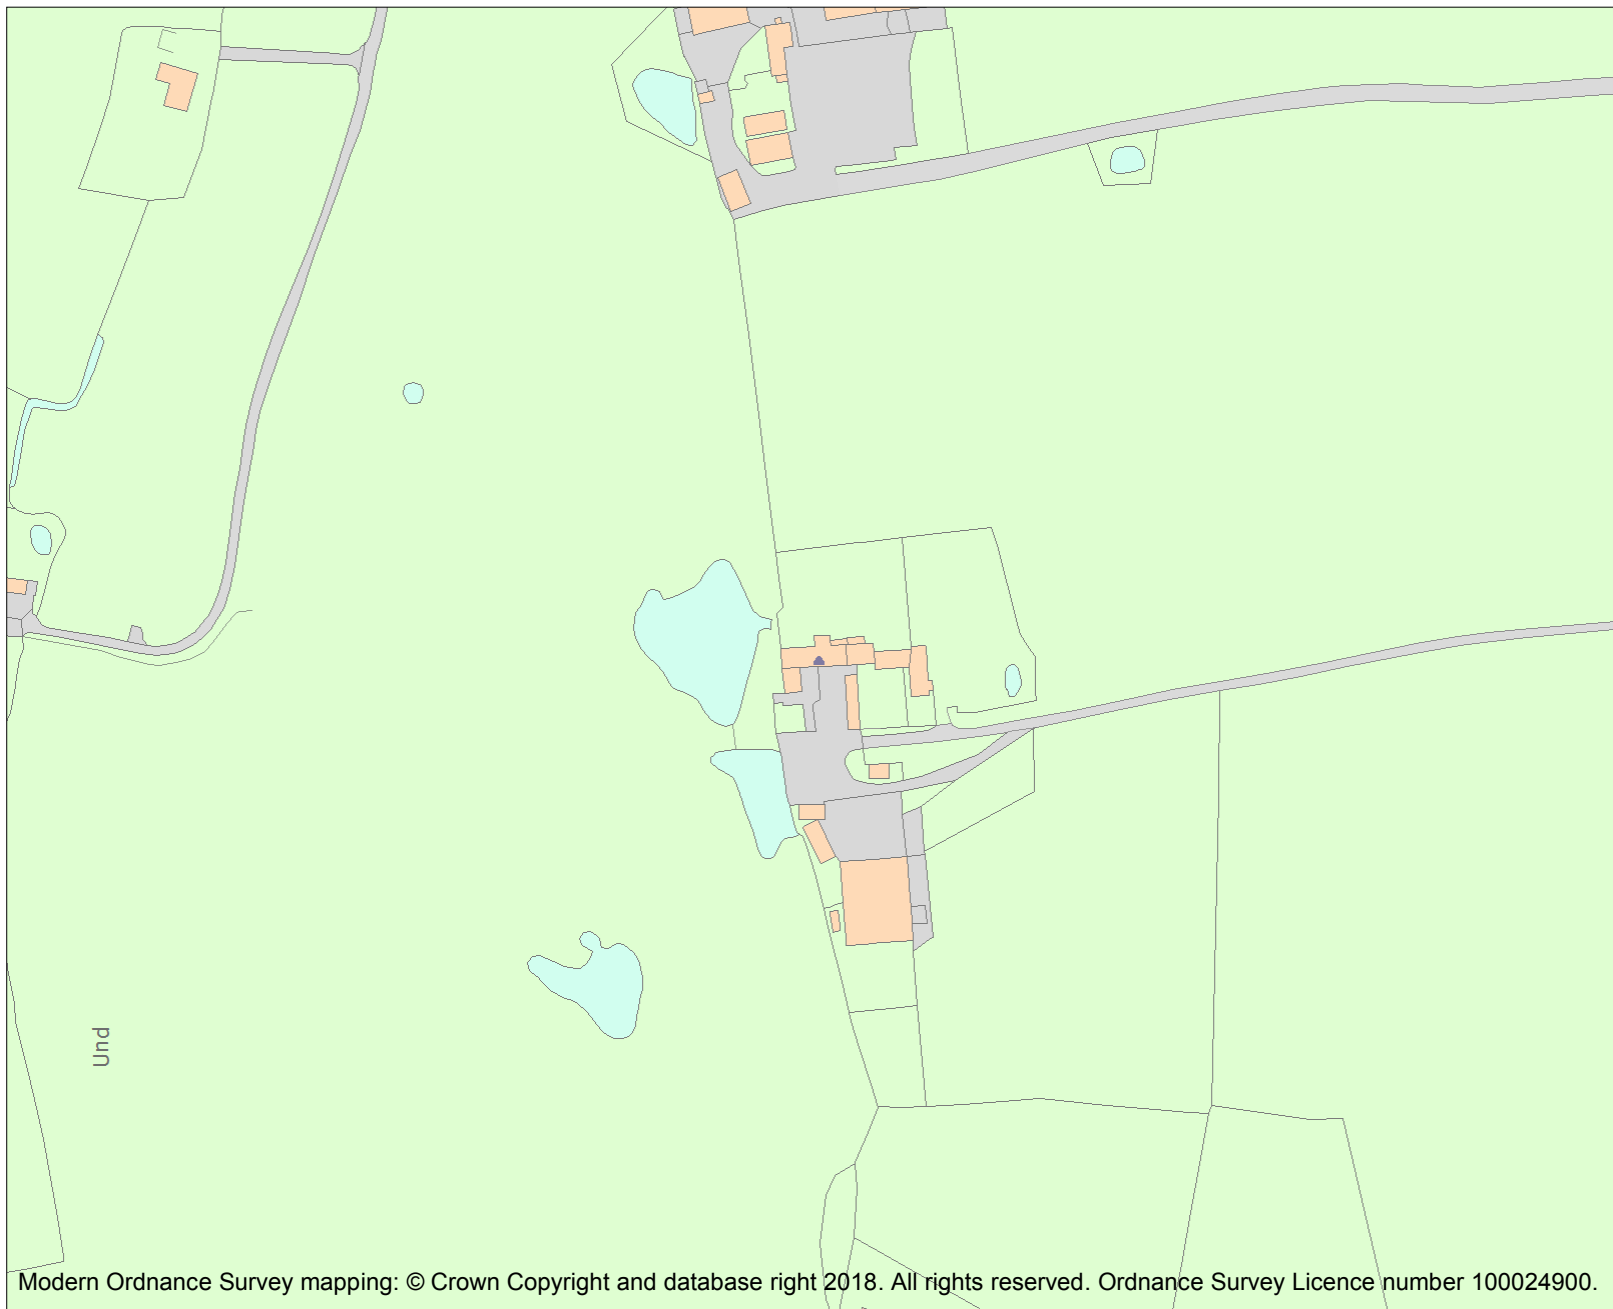 Und
Modern Ordnance Survey mapping: © Crown Copyright and database right 2018. All rights reserved. Ordnance Survey Licence number 100024900.